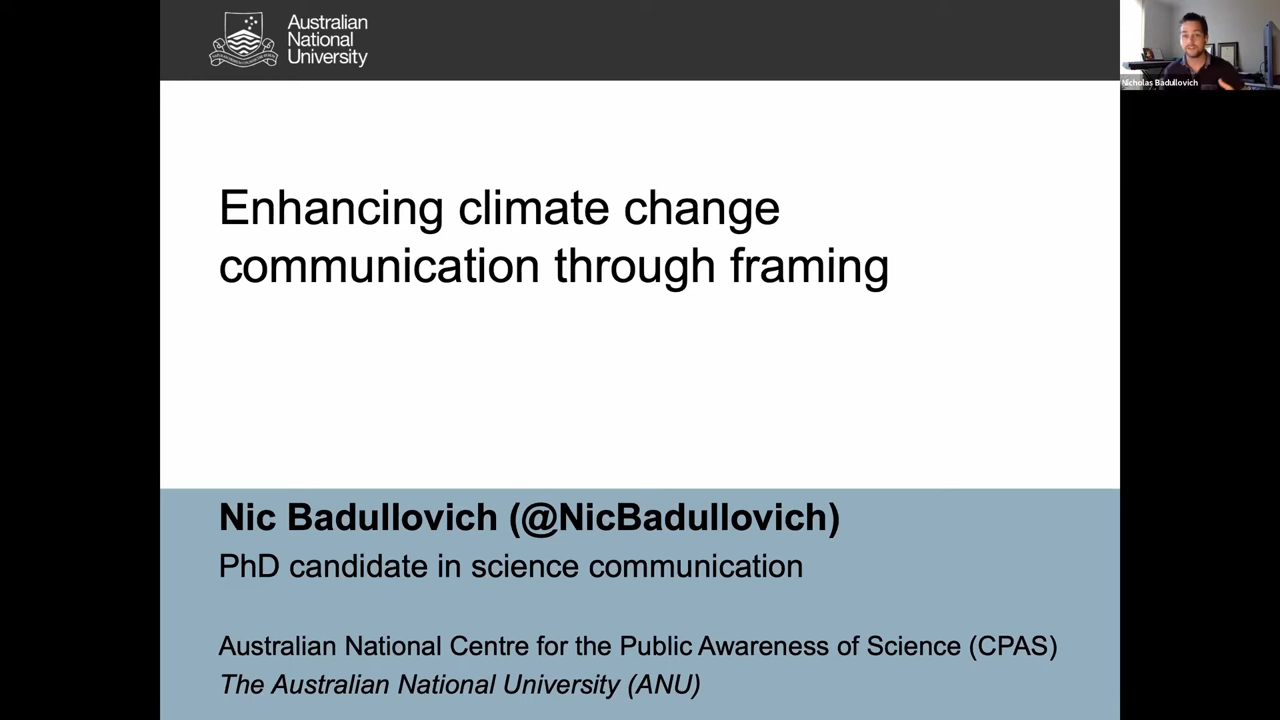 Australian
National
University
Nicholas Badullovich
Enhancing climate change
communication through framing
Nic Badullovich (@NicBadullovich)
PhD candidate in science communication
Australian National Centre for the Public Awareness of Science (CPAS)
The Australian National University (ANU)